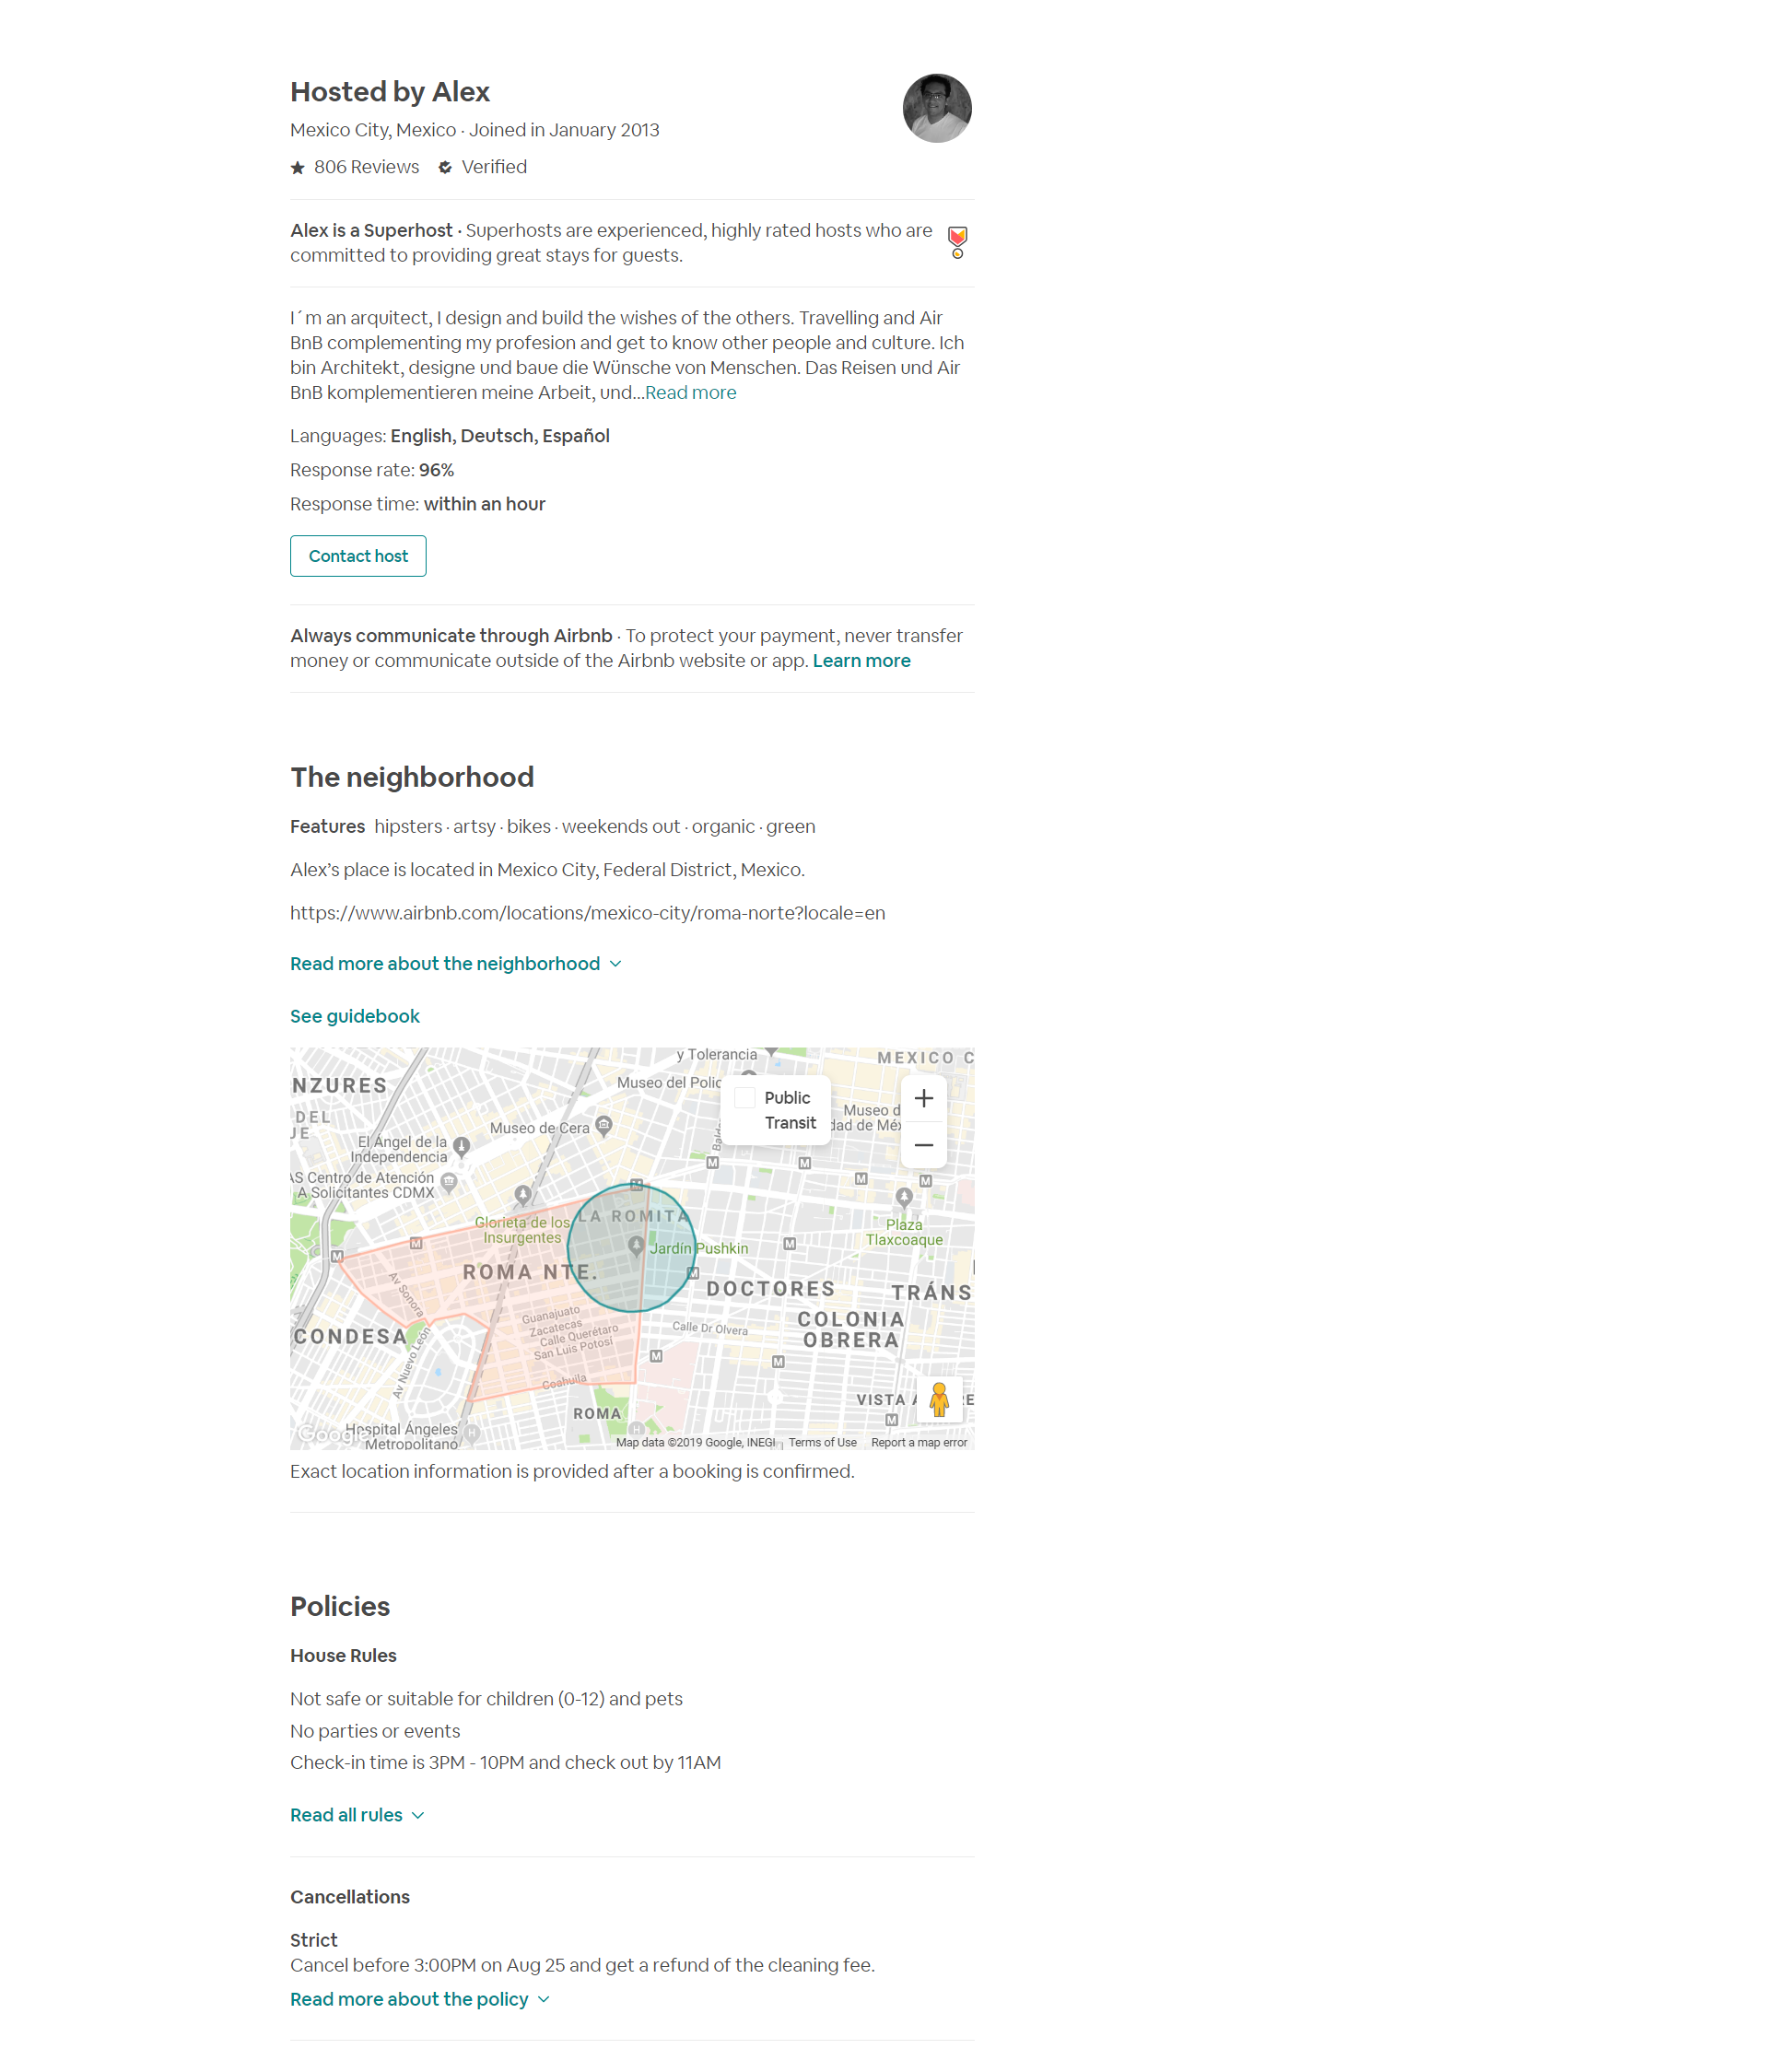 Hosted by Alex
Mexico City, Mexico · Joined in January 2013
806 Reviews Verified
Alex is a Superhost · Superhosts are experienced, highly rated hosts who are
committed to providing great stays for guests.
I´m an arquitect, I design and build the wishes of the others. Travelling and Air
BnB complementing my profesion and get to know other people and culture. Ich
bin Architekt, designe und baue die Wünsche von Menschen. Das Reisen und Air
BnB komplementieren meine Arbeit, und...Read more
Languages: English, Deutsch, Español
Response rate: 96%
Response time: within an hour
Contact host
Always communicate through Airbnb · To protect your payment, never transfer
money or communicate outside of the Airbnb website or app. Learn more
The neighborhood
Features hipsters · artsy · bikes · weekends out · organic · green
Alex’s place is located in Mexico City, Federal District, Mexico.
https://www.airbnb.com/locations/mexico-city/roma-norte?locale=en
Read more about the neighborhood
See guidebook
y Tolerancia
MEXICO C
NZURES
Museo del Polic
Public
Transit
DEL
JE
Museo d
dad de Méx
Museo de Cera
El Ángel de la
Independencia
Bald
AS Centro de Atención
A Solicitantes CDMX
Glorieta de los
Insurgentes
LA ROMITA
Plaza
Tlaxcoaque
Jardín Pushkin
ROMA NTE.
DOCTORES
TRÁNS
Av Sonora
Guanajuato
Zacatecas
Calle Querétaro
San Luis Potosí
Calle Dr Olvera
COLONIA
OBRERA
CONDESA
Av Nuevo León
Coahuila
VISTA A
RE
ROMA
Hospital Ángeles
Metropolitano
Google
Map data ©2019 Google, INEGI Terms of Use Report a map error
Exact location information is provided after a booking is confirmed.
Policies
House Rules
Not safe or suitable for children (0-12) and pets
No parties or events
Check-in time is 3PM - 10PM and check out by 11AM
Read all rules
Cancellations
Strict
Cancel before 3:00PM on Aug 25 and get a refund of the cleaning fee.
Read more about the policy